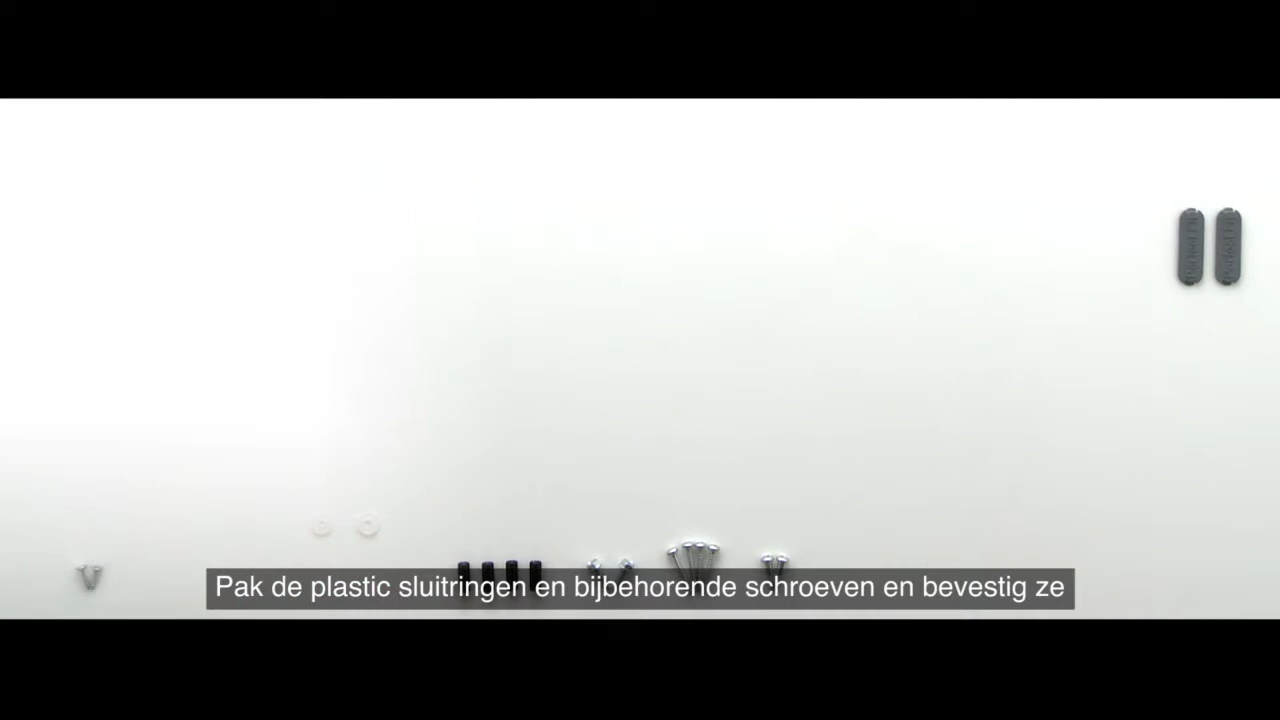 Pak de plastic sluitringen en bijbehorende schroeven en bevestig ze